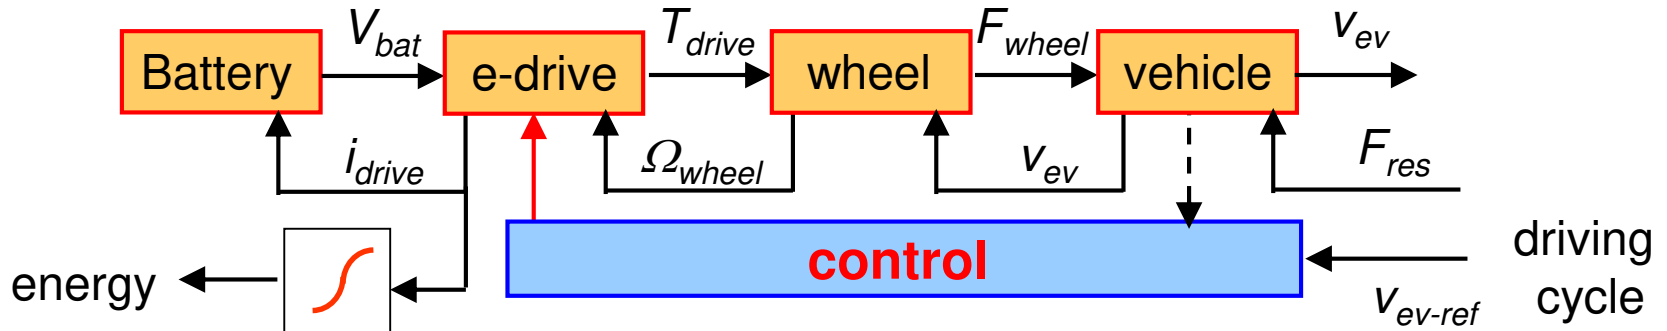 V_bat
T_drive
F_wheel
v_ev
Battery
e-drive
wheel
vehicle
i_drive
Ω_wheel
v_ev
F_res
energy
control
driving
cycle
v_ev-ref